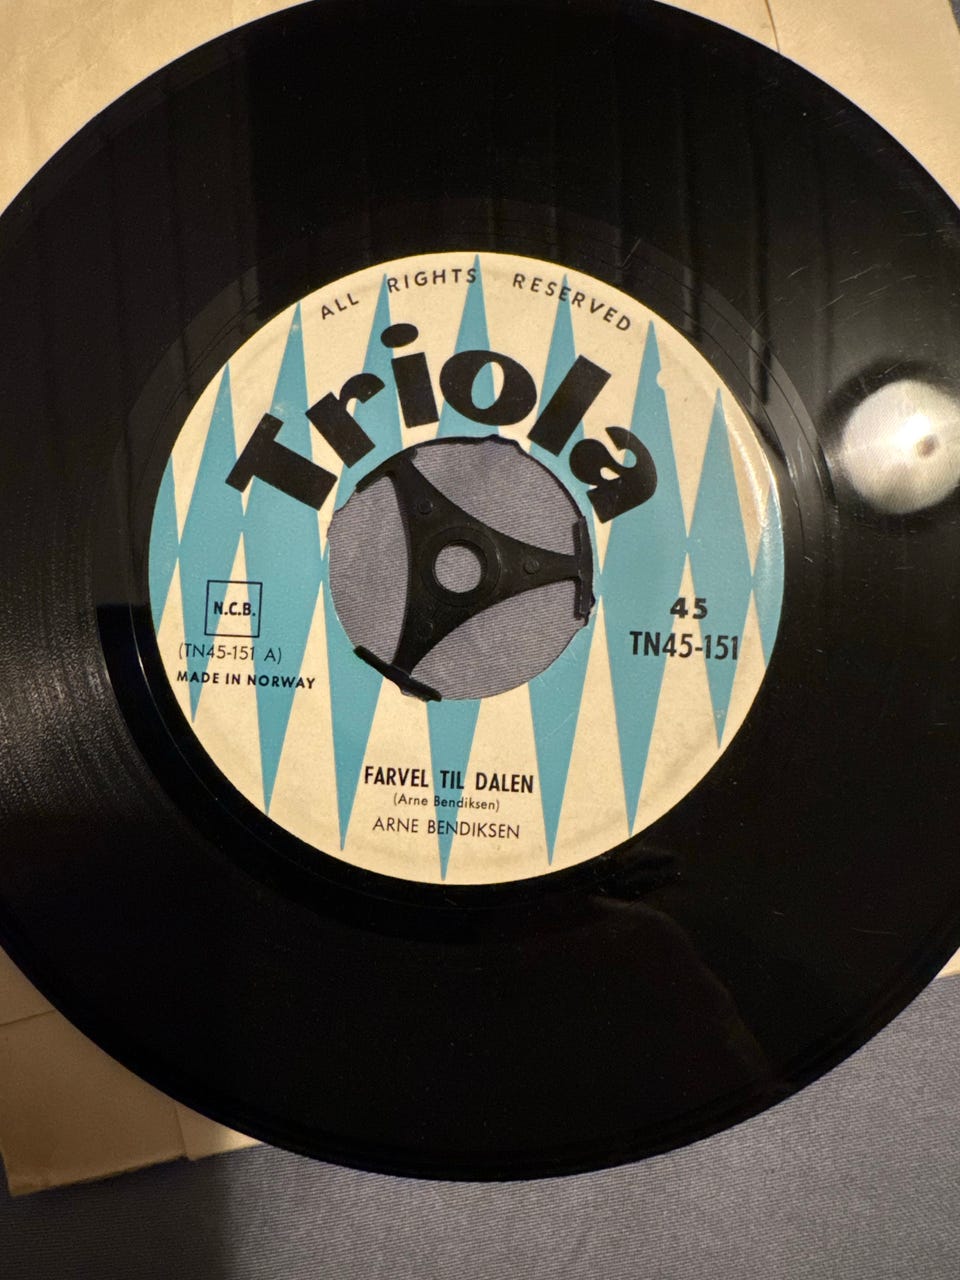 ALL RIGHTS RESERVED
Triola
N.C.B.
(TN45-151 A)
MADE IN NORWAY
45
TN45-151
FARVEL TIL DALEN
(Arne Bendiksen)
ARNE BENDIKSEN